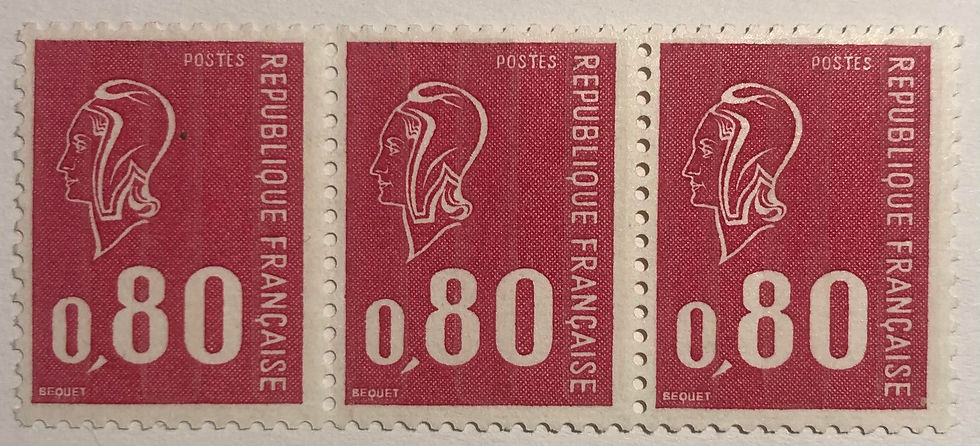 POSTES
REPUBLIQUE FRANÇAISE
0,80
BEQUET
POSTES
REPUBLIQUE FRANÇAISE
0,80
BEQUET
POSTES
REPUBLIQUE FRANÇAISE
0,80
BEQUET